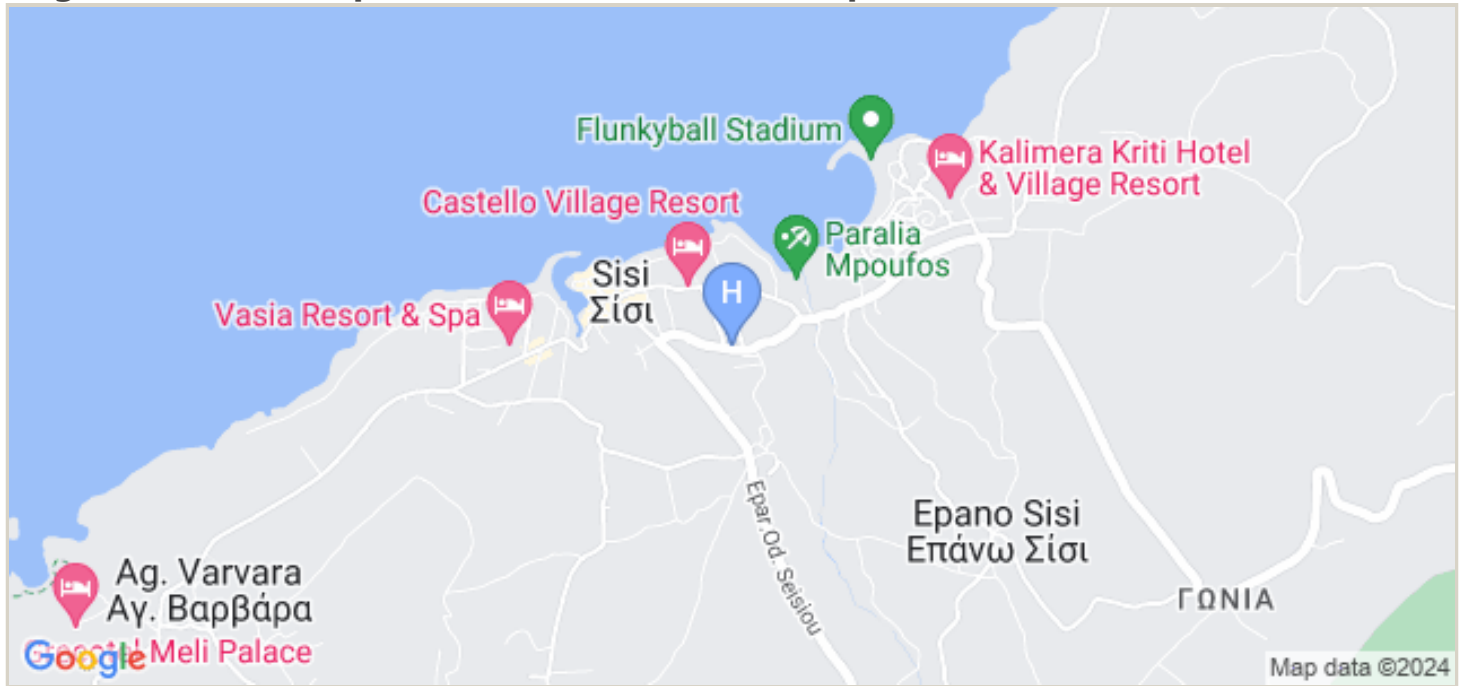 Flunkyball Stadium
Kalimera Kriti Hotel
& Village Resort
Castello Village Resort
Paralia
Mpoufos
Sisi
Σίσι
H
Vasia Resort & Spa
Epar.Od. Seisiou
Epano Sisi
Επάνω Σίσι
Ag. Varvara
Αγ. Βαρβάρα
ΓΩΝΙΑ
Meli Palace
Google
Map data ©2024